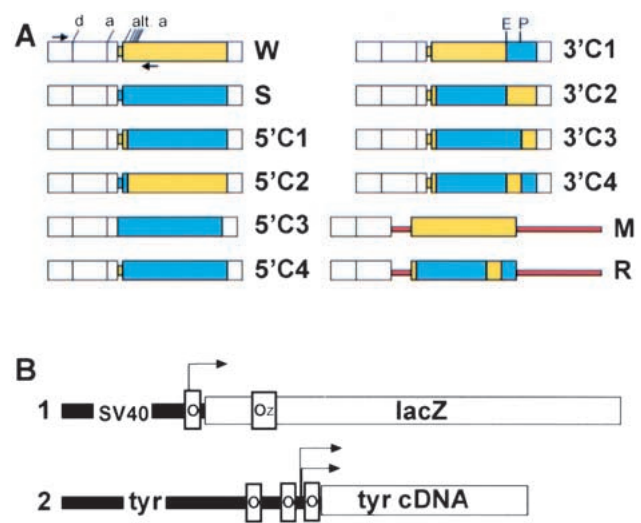 A
d a alt a
W
S
5'C1
5'C2
5'C3
5'C4
E P
3'C1
3'C2
3'C3
3'C4
M
R
B
1 SV40 O Oz lacZ
2 tyr O O O tyr cDNA